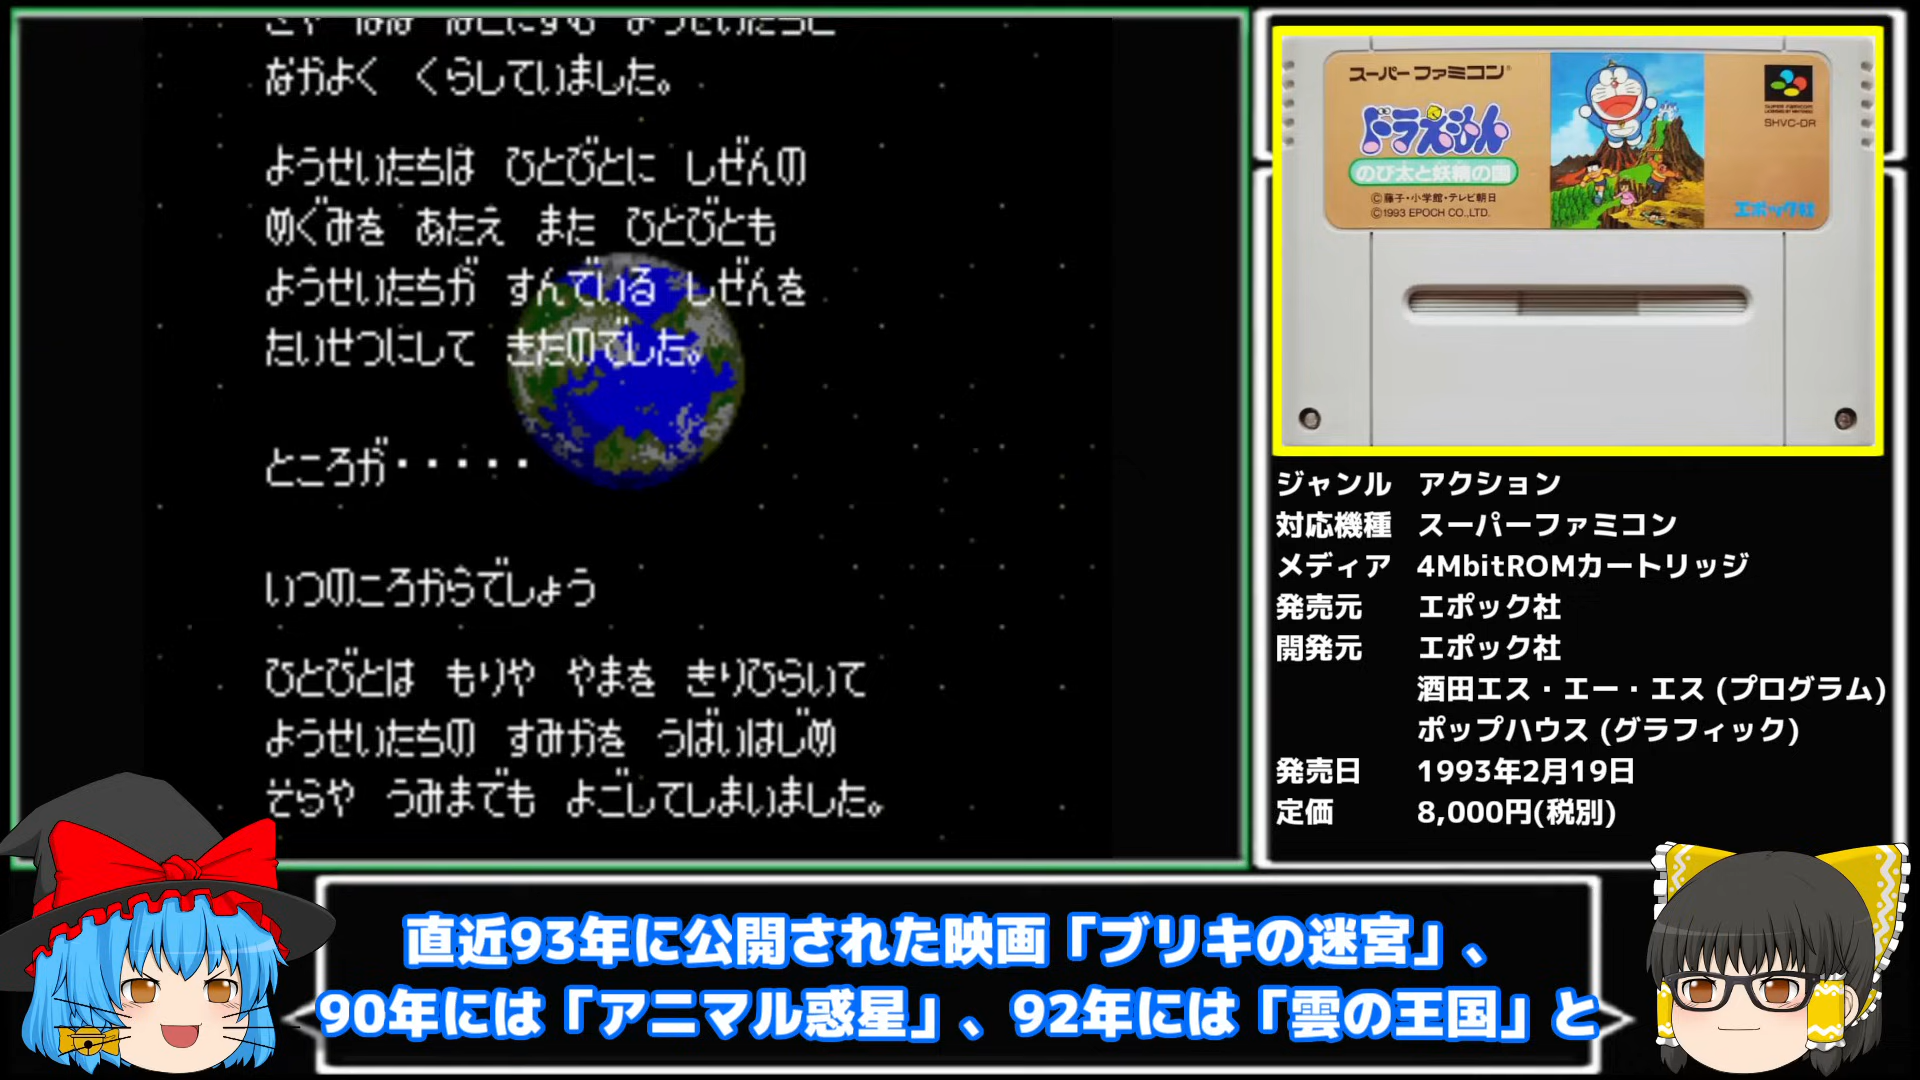 なかよく くらしていました。
ようせいたちは ひとびとに しぜんの
めぐみを あたえ また ひとびとも
ようせいたちが すんでいる しぜんを
たいせつにして きたのでした。
ところが・・・・・
いつのころからでしょう
ひとびとは もりや やまを きりひらいて
ようせいたちの すみかを うばいはじめ
そらや うみまでも よごしてしまいました。
スーパーファミコン
ドラえもん
のび太と妖精の国
©藤子・小学館・テレビ朝日
©1993 EPOCH CO.,LTD.
SHVC-DR
エポック社
ジャンル アクション
対応機種 スーパーファミコン
メディア 4MbitROMカートリッジ
発売元 エポック社
開発元 エポック社
酒田エス・エー・エス (プログラム)
ポップハウス (グラフィック)
発売日 1993年2月19日
定価 8,000円(税別)
直近93年に公開された映画「ブリキの迷宮」、
90年には「アニマル惑星」、92年には「雲の王国」と